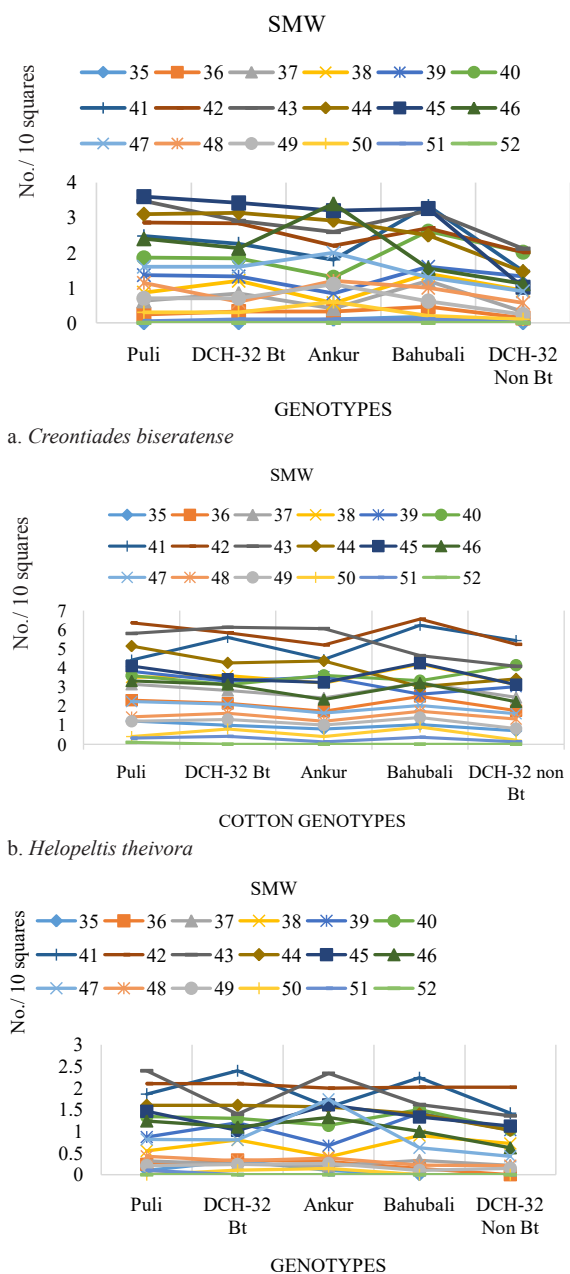 SMW
35 36 37 38 39 40
41 42 43 44 45 46
47 48 49 50 51 52
No./ 10 squares
4
3
2
1
0
Puli DCH-32 Bt Ankur Bahubali DCH-32
Non Bt
GENOTYPES
a. Creontiades biseratense
SMW
35 36 37 38 39 40
41 42 43 44 45 46
47 48 49 50 51 52
No./ 10 squares
7
6
5
4
3
2
1
0
Puli DCH-32 Bt Ankur Bahubali DCH-32 non
Bt
COTTON GENOTYPES
b. Helopeltis theivora
SMW
35 36 37 38 39 40
41 42 43 44 45 46
47 48 49 50 51 52
No./ 10 squares
3
2.5
2
1.5
1
0.5
0
Puli DCH-32
Bt Ankur Bahubali DCH-32
Non Bt
GENOTYPES